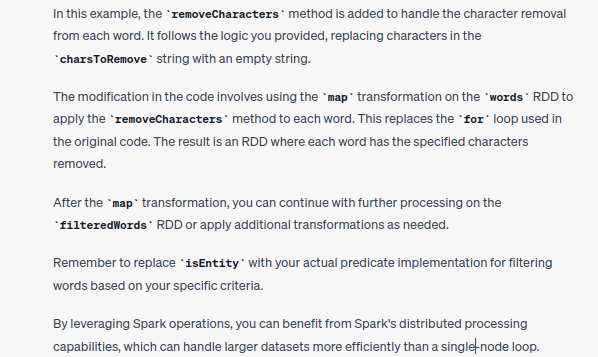 In this example, the `removeCharacters` method is added to handle the character removal
from each word. It follows the logic you provided, replacing characters in the
`charsToRemove` string with an empty string.
The modification in the code involves using the `map` transformation on the `words` RDD to
apply the `removeCharacters` method to each word. This replaces the `for` loop used in
the original code. The result is an RDD where each word has the specified characters
removed.
After the `map` transformation, you can continue with further processing on the
`filteredWords` RDD or apply additional transformations as needed.
Remember to replace `isEntity` with your actual predicate implementation for filtering
words based on your specific criteria.
By leveraging Spark operations, you can benefit from Spark's distributed processing
capabilities, which can handle larger datasets more efficiently than a single-node loop.